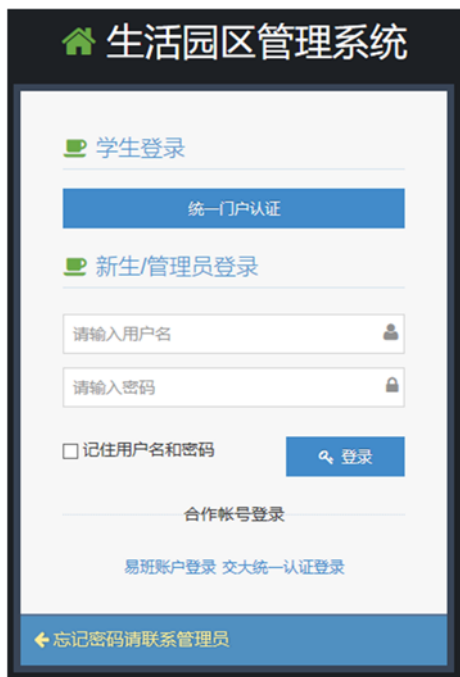 生活园区管理系统
学生登录
统一门户认证
新生/管理员登录
请输入用户名
请输入密码
记住用户名和密码
登录
合作帐号登录
易班账户登录 交大统一认证登录
忘记密码请联系管理员